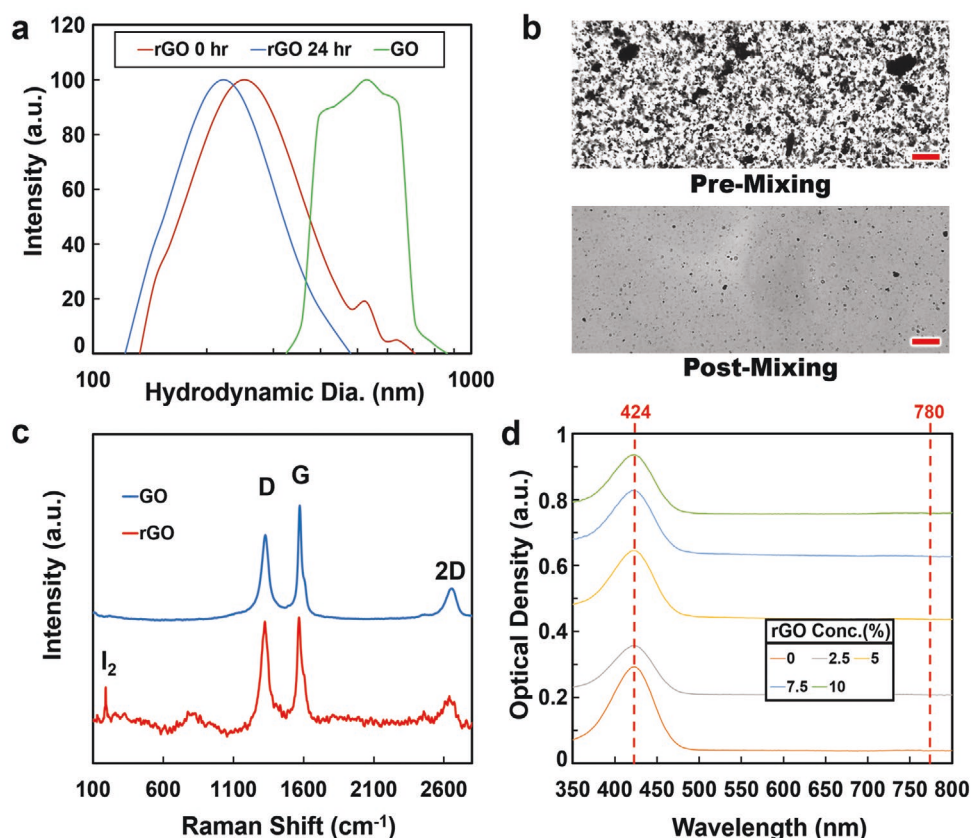 a
120
100
80
60
40
20
0
Intensity (a.u.)
rGO 0 hr
rGO 24 hr
GO
100
1000
Hydrodynamic Dia. (nm)
b
Pre-Mixing
Post-Mixing
c
GO
rGO
D
G
2D
I₂
Intensity (a.u.)
100
600
1100
1600
2100
2600
Raman Shift (cm⁻¹)
d
424
780
1
0.8
0.6
0.4
0.2
0
Optical Density (a.u.)
rGO Conc.(%)
0
2.5
5
7.5
10
350
400
450
500
550
600
650
700
750
800
Wavelength (nm)